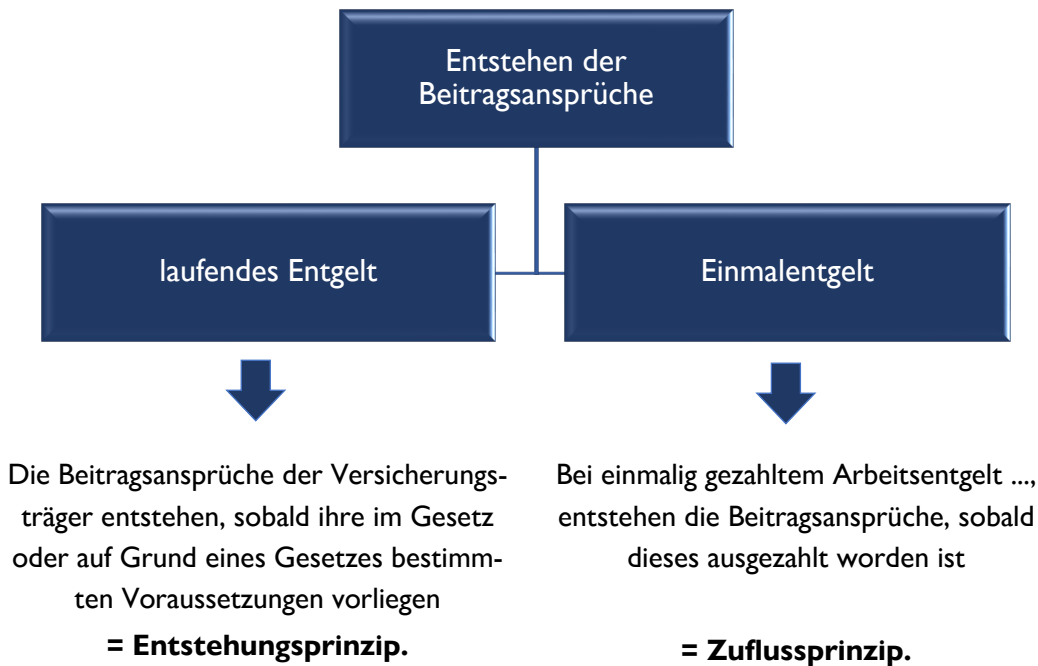 Entstehen der
Beitragsansprüche
laufendes Entgelt
Einmalentgelt
Die Beitragsansprüche der Versicherungs-
träger entstehen, sobald ihre im Gesetz
oder auf Grund eines Gesetzes bestimm-
ten Voraussetzungen vorliegen
= Entstehungsprinzip.
Bei einmalig gezahltem Arbeitsentgelt ...,
entstehen die Beitragsansprüche, sobald
dieses ausgezahlt worden ist
= Zuflussprinzip.